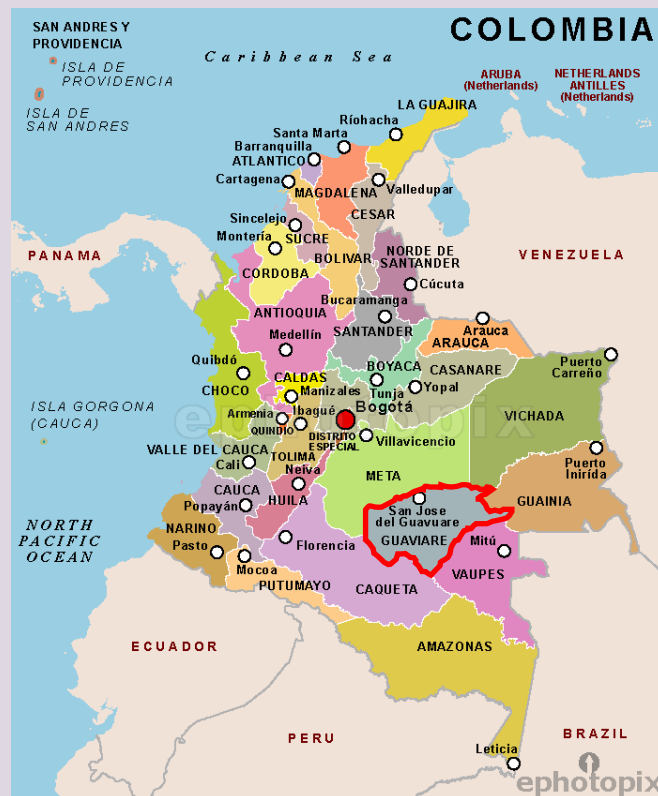 COLOMBIA
SAN ANDRES Y
PROVIDENCIA
ISLA DE
PROVIDENCIA
ISLA DE
SAN ANDRES
Caribbean Sea
ARUBA
(Netherlands)
NETHERLANDS
ANTILLES
(Netherlands)
LA GUAJIRA
Ríohacha
Santa Marta
Barranquilla
ATLANTICO
Cartagena
MAGDALENA
Valledupar
CESAR
Sincelejo
Montería
SUCRE
BOLIVAR
NORDE DE
SANTANDER
PANAMA
VENEZUELA
CORDOBA
Cúcuta
Bucaramanga
ANTIOQUIA
SANTANDER
Arauca
ARAUCA
Medellín
Quibdó
BOYACA
CASANARE
Puerto
Carreño
CHOCO
CALDAS
Manizales
Tunja
Yopal
ISLA GORGONA
(CAUCA)
Armenia
Ibagué
Bogotá
VICHADA
ephotopix
QUINDIO
DISTRITO
ESPECIAL
Villavicencio
VALLE DEL CAUCA
Cali
TOLIMA
Neiva
META
Puerto
Inirída
CAUCA
HUILA
GUAINIA
Popayán
San Jose
del Guavuare
GUAVIARE
NORTH
PACIFIC
OCEAN
NARINO
Pasto
Florencia
Mitú
Mocoa
VAUPES
PUTUMAYO
CAQUETA
ECUADOR
AMAZONAS
PERU
BRAZIL
Leticia
ephotopix